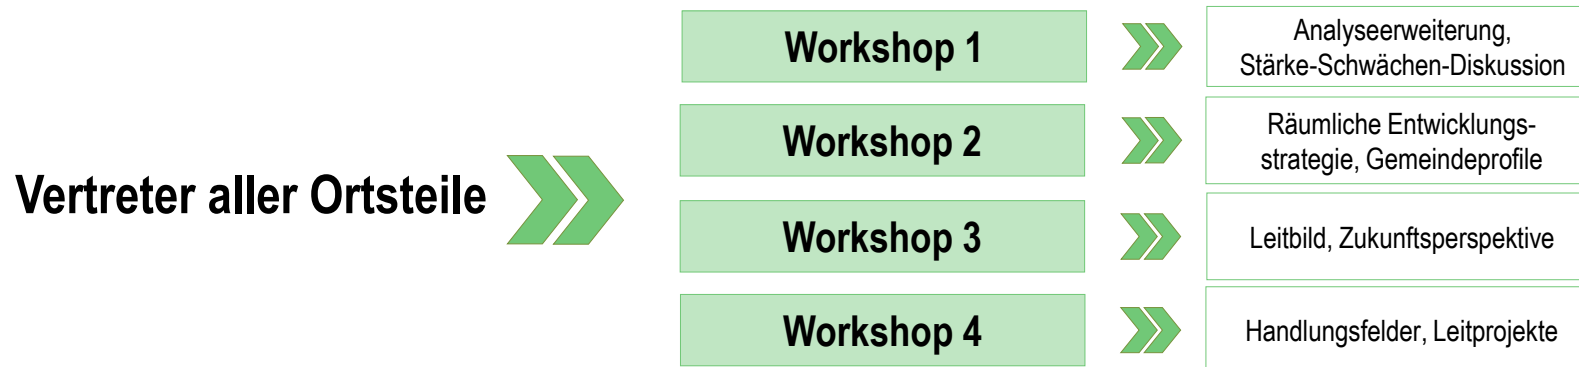 Vertreter aller Ortsteile
Workshop 1
Analyseerweiterung,
Stärke-Schwächen-Diskussion
Workshop 2
Räumliche Entwicklungs-
strategie, Gemeindeprofile
Workshop 3
Leitbild, Zukunftsperspektive
Workshop 4
Handlungsfelder, Leitprojekte